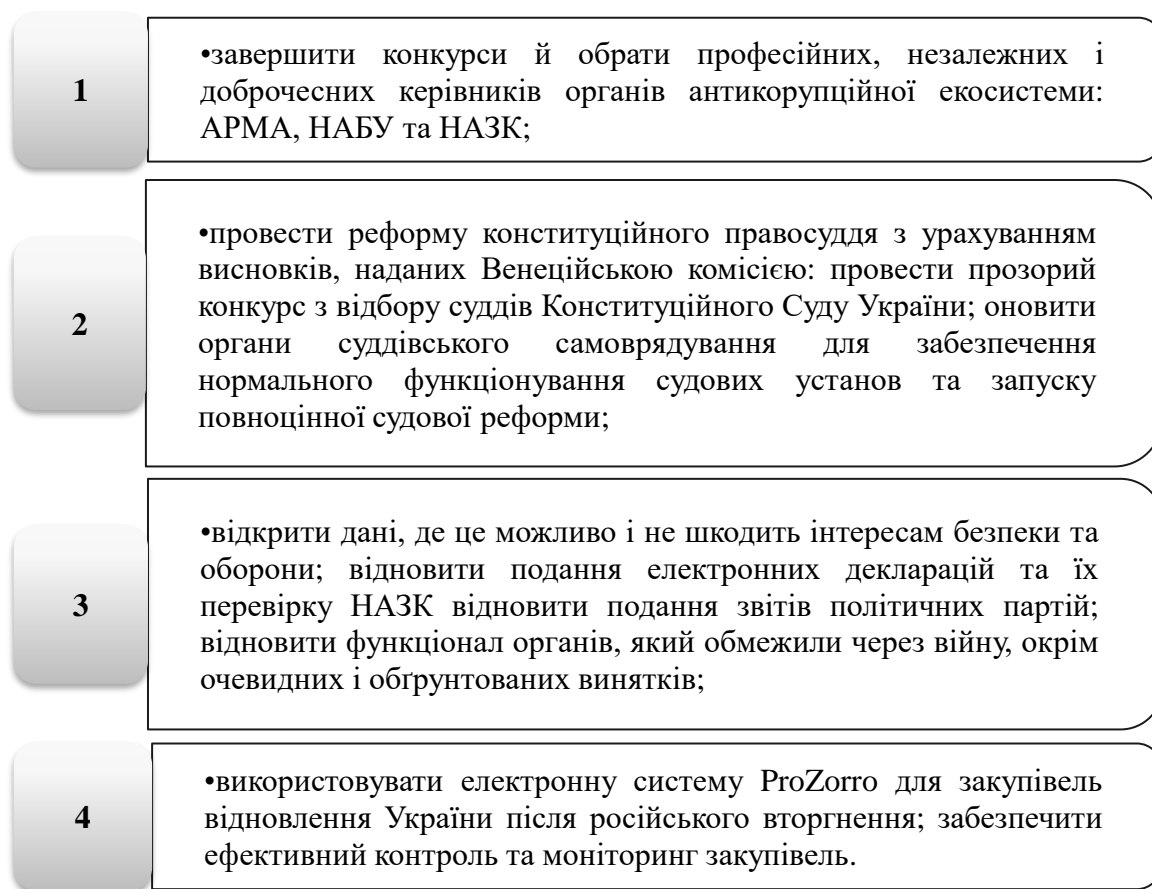 1
•завершити конкурси й обрати професійних, незалежних і
доброчесних керівників органів антикорупційної екосистеми:
АРМА, НАБУ та НАЗК;
2
•провести реформу конституційного правосуддя з урахуванням
висновків, наданих Венеційською комісією: провести прозорий
конкурс з відбору суддів Конституційного Суду України; оновити
органи суддівського самоврядування для забезпечення
нормального функціонування судових установ та запуску
повноцінної судової реформи;
3
•відкрити дані, де це можливо і не шкодить інтересам безпеки та
оборони; відновити подання електронних декларацій та їх
перевірку НАЗК відновити подання звітів політичних партій;
відновити функціонал органів, який обмежили через війну, окрім
очевидних і обґрунтованих винятків;
4
•використовувати електронну систему ProZorro для закупівель
відновлення України після російського вторгнення; забезпечити
ефективний контроль та моніторинг закупівель.